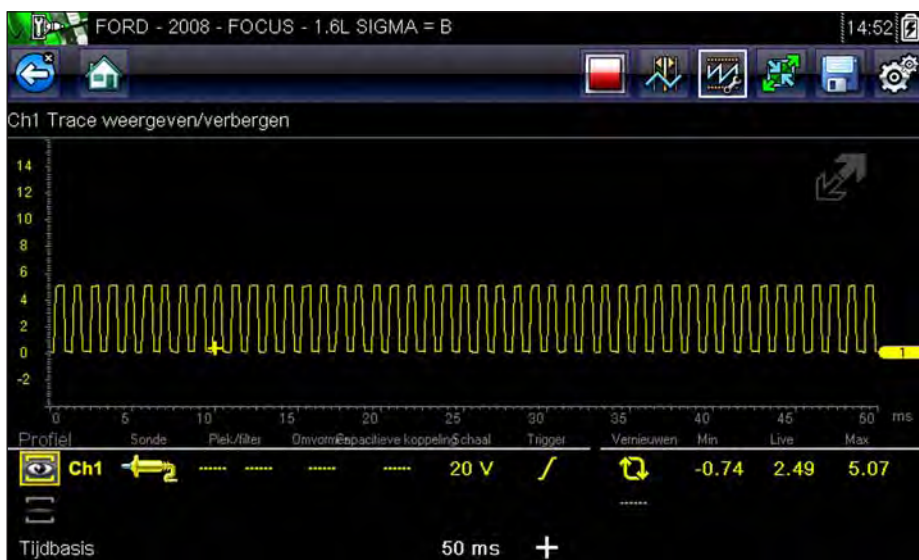 FORD - 2008 - FOCUS - 1.6L SIGMA = B 14:52
Ch1 Trace weergeven/verbergen
14
12
10
8
6
4
2
0
-2
1
0 5 10 15 20 25 30 35 40 45 50 ms
Profiel Sonde Piek/filter Omvormen Capacitieve koppeling Schaal Trigger Vernieuwen Min Live Max
Ch1 2 ------ ------ ------ ------ 20 V -0.74 2.49 5.07
------
Tijdbasis 50 ms +